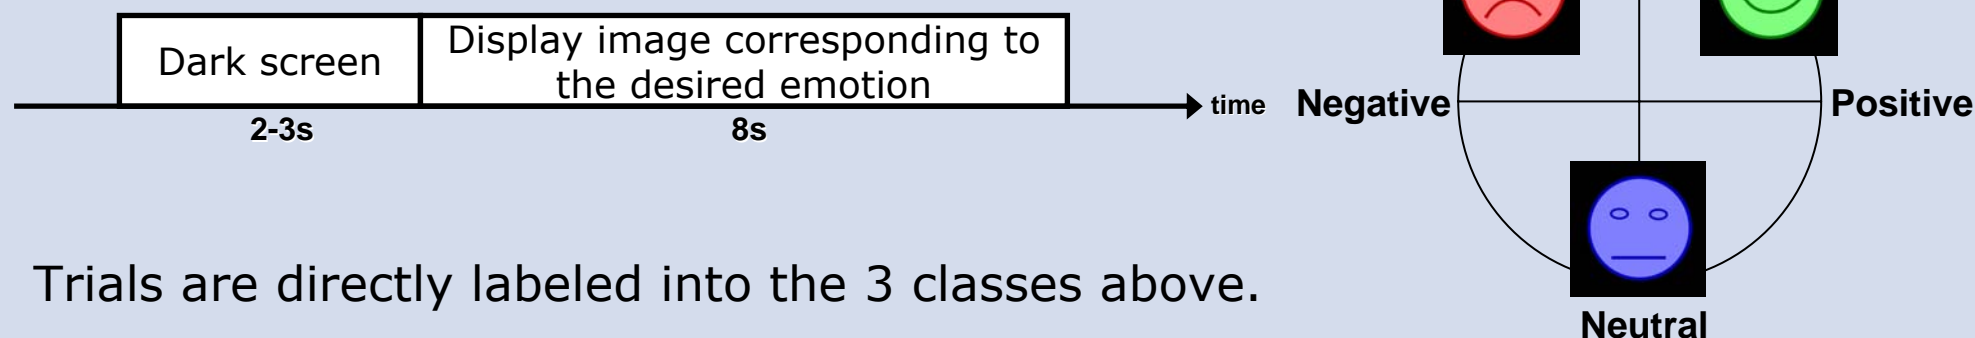 Dark screen
Display image corresponding to
the desired emotion
time
2-3s
8s
Negative
Positive
Trials are directly labeled into the 3 classes above.
Neutral